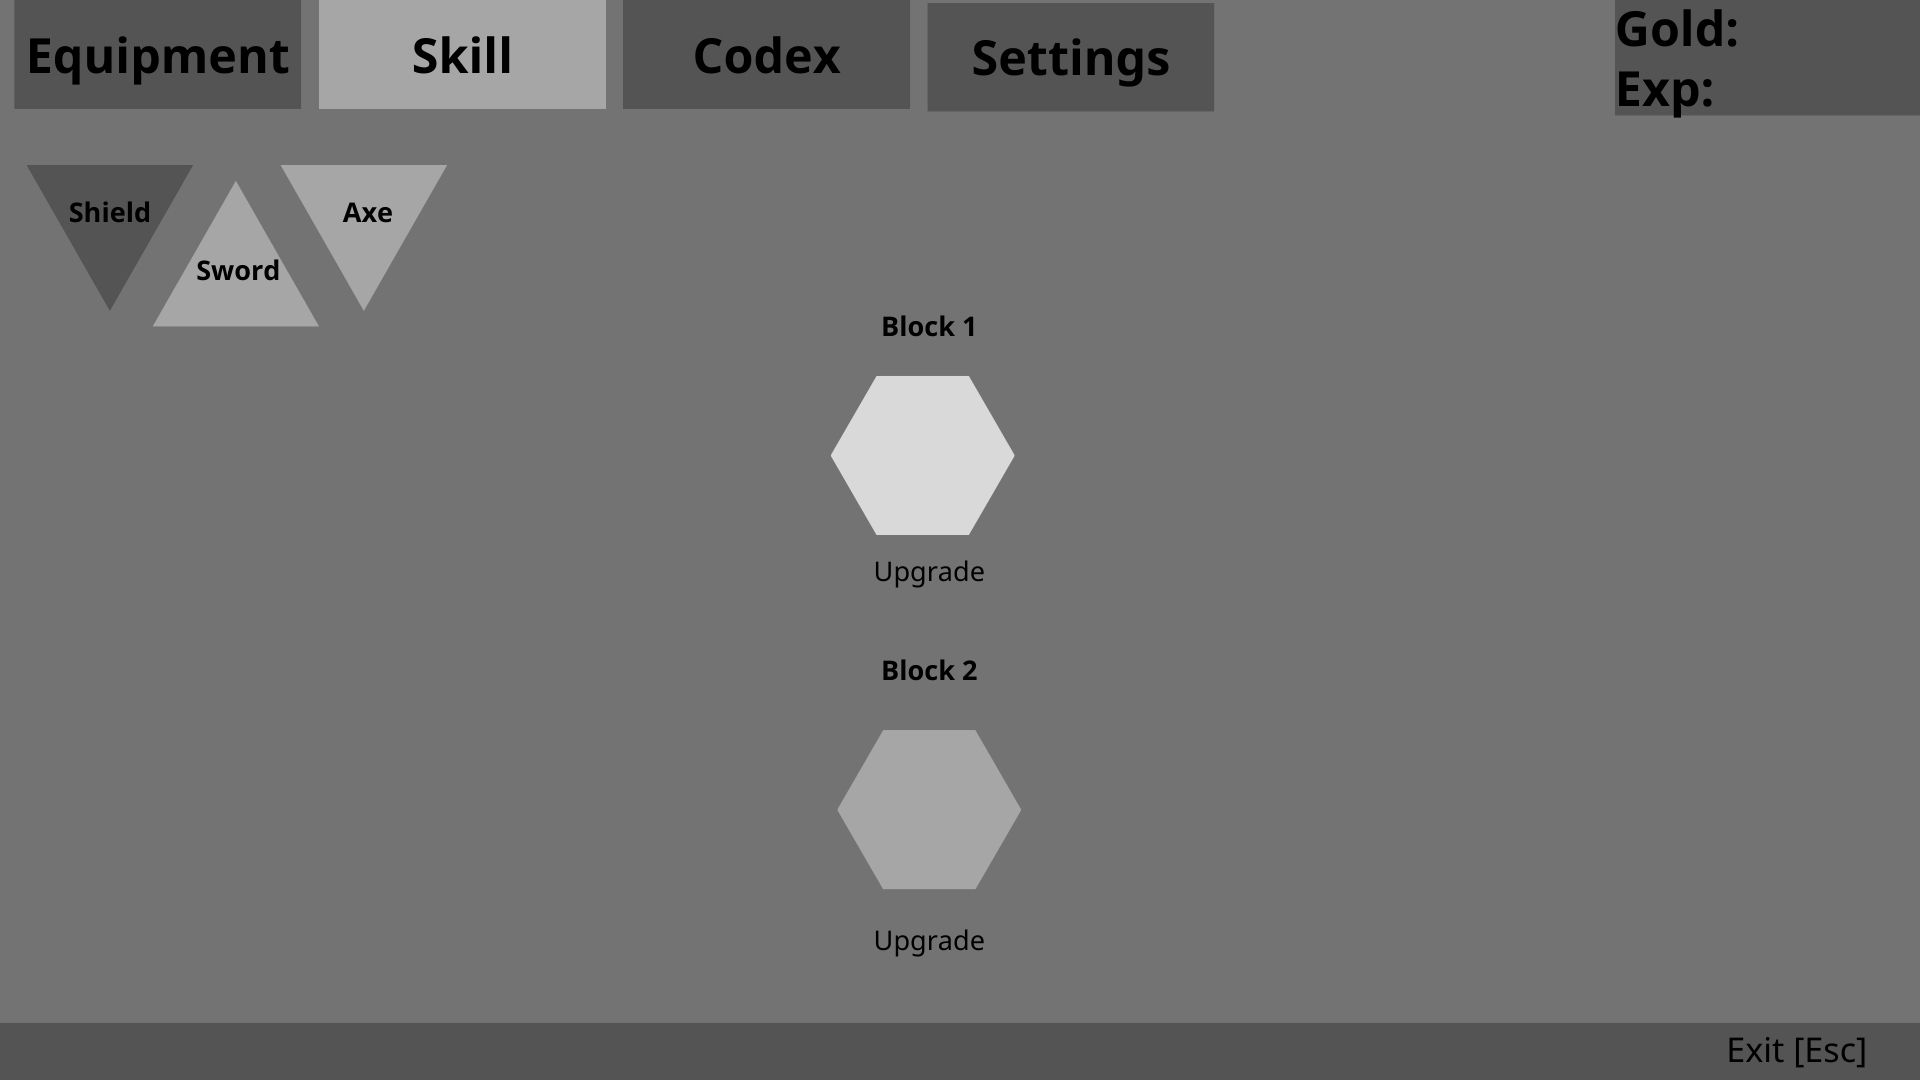 Equipment
Skill
Codex
Settings
Gold:
Exp:
Shield
Sword
Axe
Block 1
Upgrade
Block 2
Upgrade
Exit [Esc]